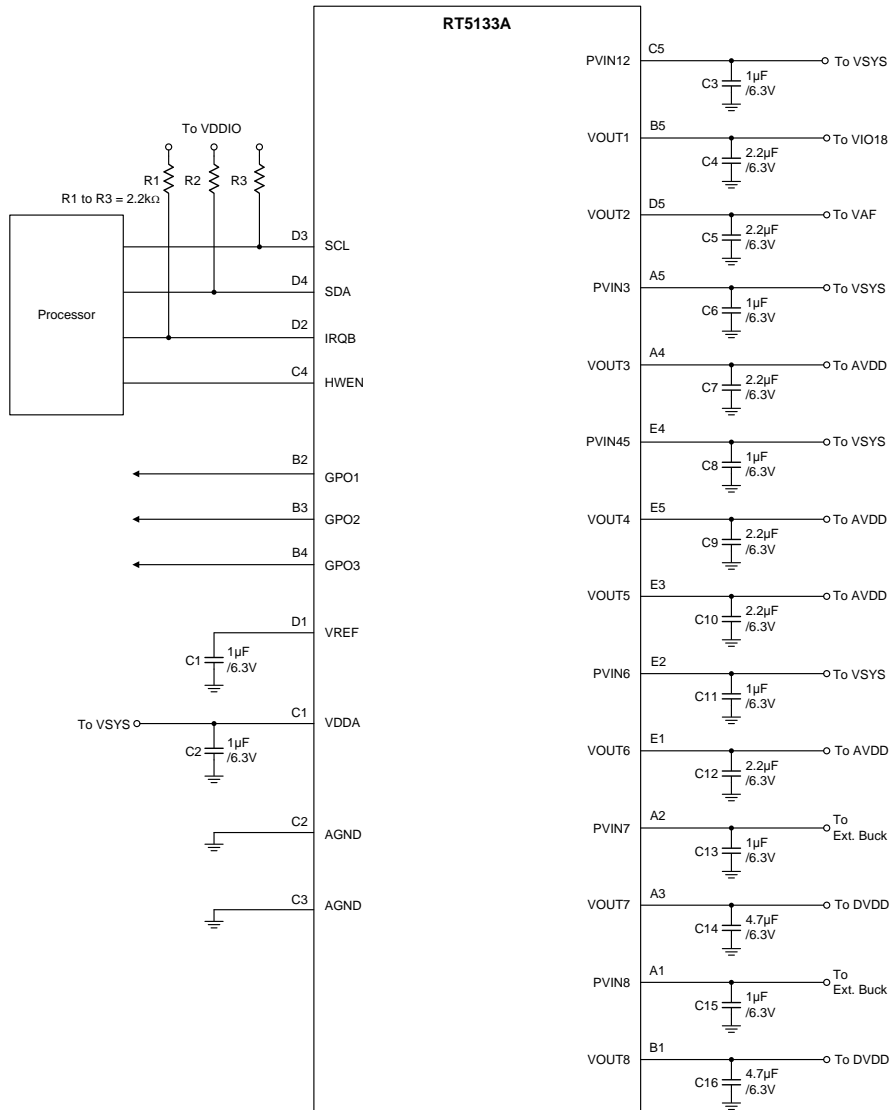 RT5133A
To VDDIO
R1
R2
R3
R1 to R3 = 2.2kΩ
Processor
D3
SCL
D4
SDA
D2
IRQB
C4
HWEN
B2
GPO1
B3
GPO2
B4
GPO3
D1
VREF
C1
1µF
/6.3V
To VSYS
C1
VDDA
C2
1µF
/6.3V
C2
AGND
C3
AGND
PVIN12
C5
To VSYS
C3
1µF
/6.3V
VOUT1
B5
To VIO18
C4
2.2µF
/6.3V
VOUT2
D5
To VAF
C5
2.2µF
/6.3V
PVIN3
A5
To VSYS
C6
1µF
/6.3V
VOUT3
A4
To AVDD
C7
2.2µF
/6.3V
PVIN45
E4
To VSYS
C8
1µF
/6.3V
VOUT4
E5
To AVDD
C9
2.2µF
/6.3V
VOUT5
E3
To AVDD
C10
2.2µF
/6.3V
PVIN6
E2
To VSYS
C11
1µF
/6.3V
VOUT6
E1
To AVDD
C12
2.2µF
/6.3V
PVIN7
A2
To
Ext. Buck
C13
1µF
/6.3V
VOUT7
A3
To DVDD
C14
4.7µF
/6.3V
PVIN8
A1
To
Ext. Buck
C15
1µF
/6.3V
VOUT8
B1
To DVDD
C16
4.7µF
/6.3V